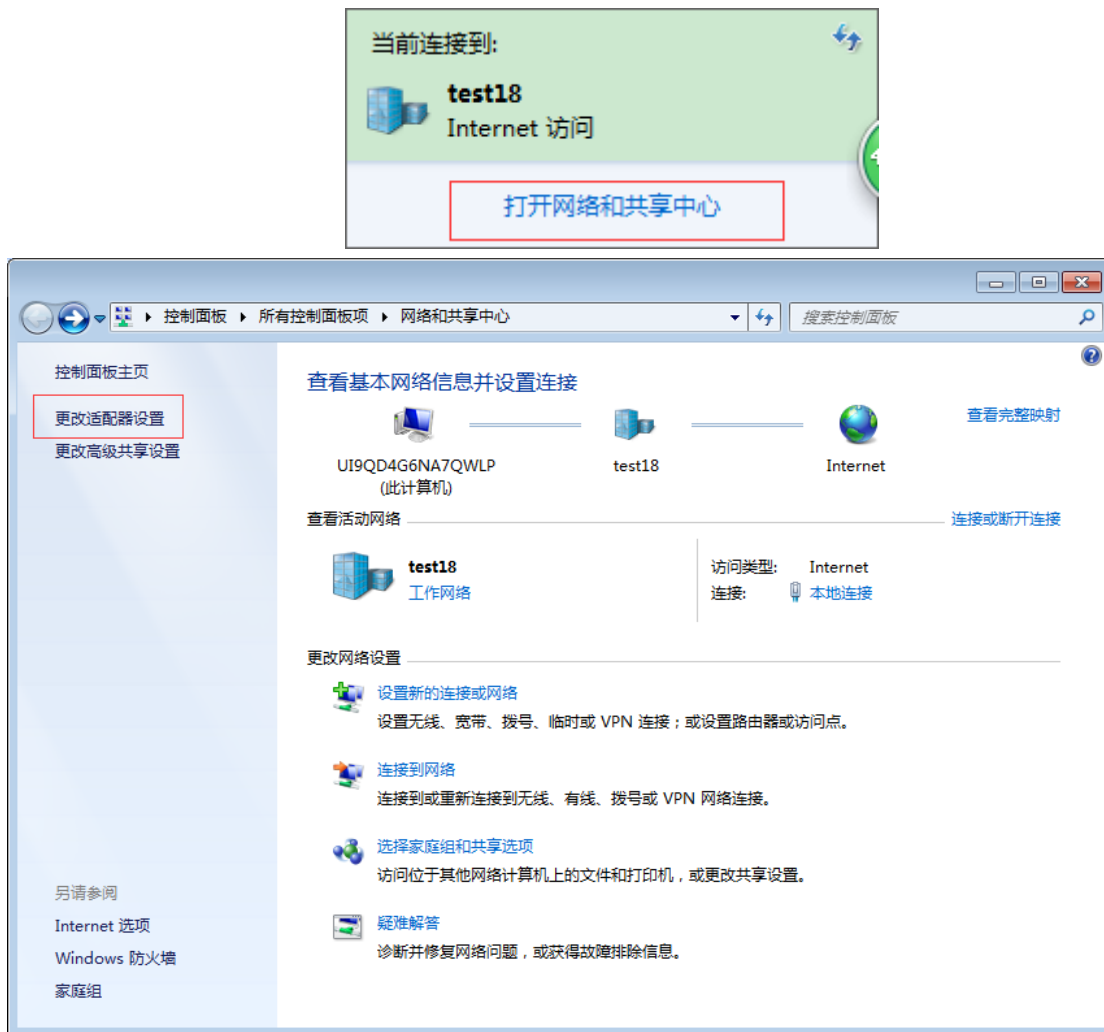 当前连接到:
test18
Internet 访问
打开网络和共享中心
控制面板 所有控制面板项 网络和共享中心
搜索控制面板
控制面板主页
更改适配器设置
更改高级共享设置
查看基本网络信息并设置连接
查看完整映射
UI9QD4G6NA7QWLP
(此计算机)
test18
Internet
查看活动网络
连接或断开连接
test18
工作网络
访问类型: Internet
连接: 本地连接
更改网络设置
设置新的连接或网络
设置无线、宽带、拨号、临时或 VPN 连接；或设置路由器或访问点。
连接到网络
连接到或重新连接到无线、有线、拨号或 VPN 网络连接。
选择家庭组和共享选项
访问位于其他网络计算机上的文件和打印机，或更改共享设置。
疑难解答
诊断并修复网络问题，或获得故障排除信息。
另请参阅
Internet 选项
Windows 防火墙
家庭组